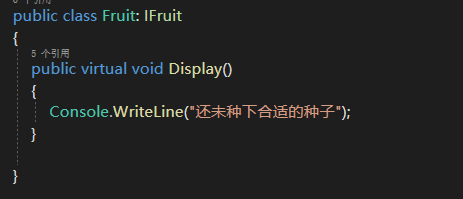 public class Fruit: IFruit
{
5 个引用
public virtual void Display()
{
Console.WriteLine("还未种下合适的种子");
}
}